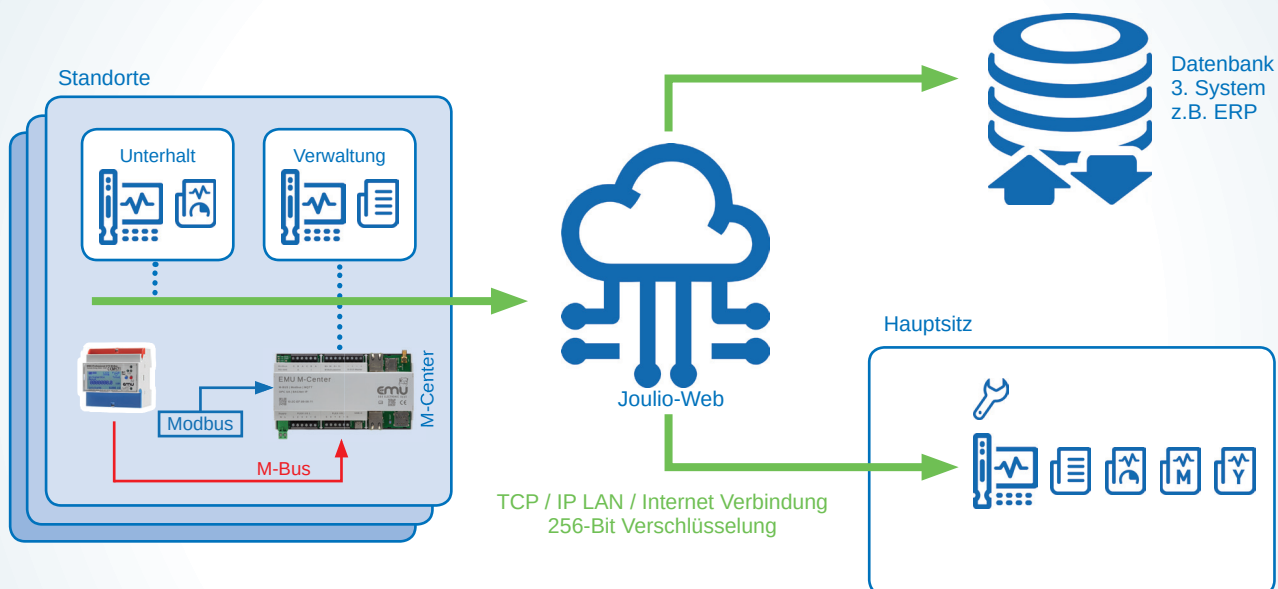 Standorte
Unterhalt
Verwaltung
Datenbank
3. System
z.B. ERP
Hauptsitz
EMU M-Center
emu
M-Center
Modbus
M-Bus
Joulio-Web
TCP / IP LAN / Internet Verbindung
256-Bit Verschlüsselung
M
Y